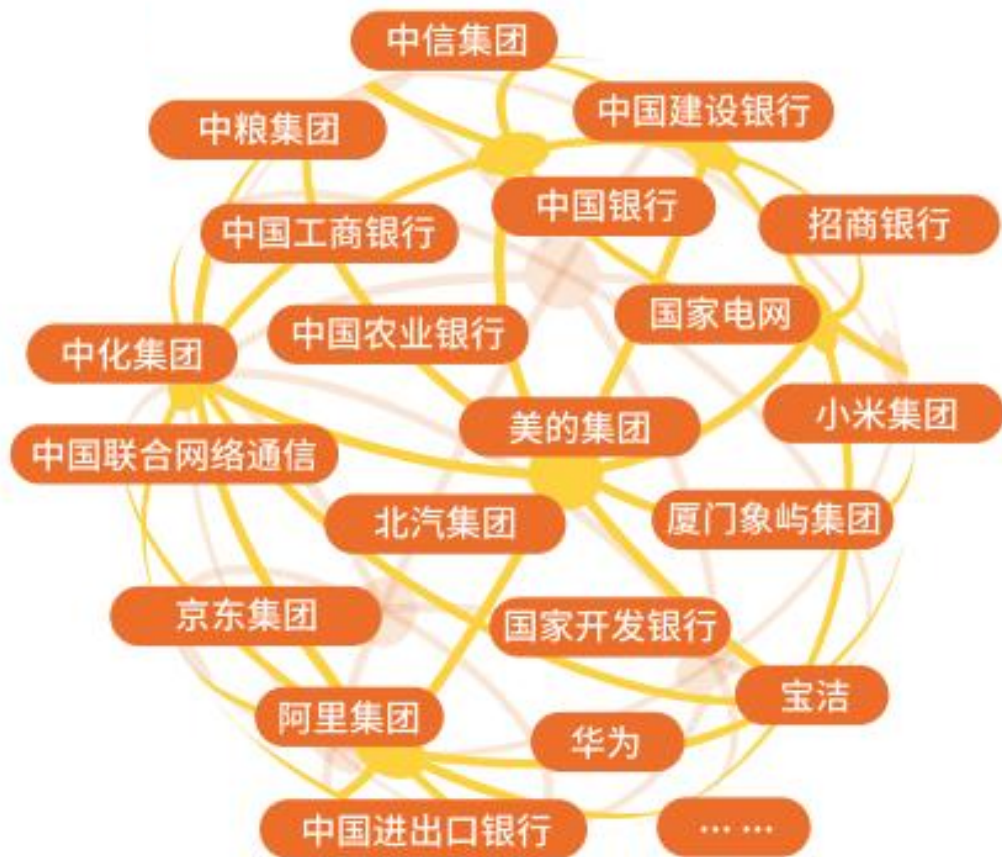 中信集团
中国建设银行
中粮集团
中国银行
招商银行
中国工商银行
国家电网
中国农业银行
中化集团
小米集团
美的集团
中国联合网络通信
北汽集团
厦门象屿集团
京东集团
国家开发银行
宝洁
阿里集团
华为
中国进出口银行
… …